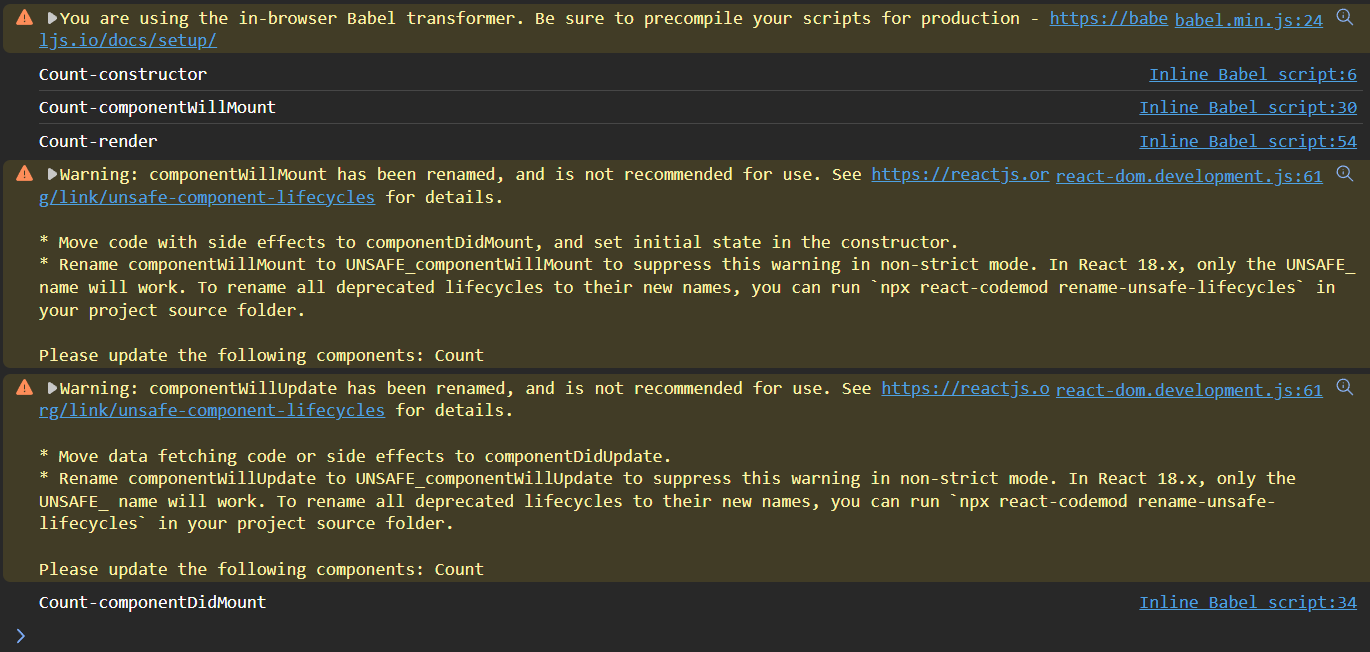 You are using the in-browser Babel transformer. Be sure to precompile your scripts for production - https://babe babel.min.js:24
ljs.io/docs/setup/
Count-constructor Inline Babel script:6
Count-componentWillMount Inline Babel script:30
Count-render Inline Babel script:54
Warning: componentWillMount has been renamed, and is not recommended for use. See https://reactjs.or react-dom.development.js:61
g/link/unsafe-component-lifecycles for details.
* Move code with side effects to componentDidMount, and set initial state in the constructor.
* Rename componentWillMount to UNSAFE_componentWillMount to suppress this warning in non-strict mode. In React 18.x, only the UNSAFE_
name will work. To rename all deprecated lifecycles to their new names, you can run `npx react-codemod rename-unsafe-lifecycles` in
your project source folder.
Please update the following components: Count
Warning: componentWillUpdate has been renamed, and is not recommended for use. See https://reactjs.o react-dom.development.js:61
rg/link/unsafe-component-lifecycles for details.
* Move data fetching code or side effects to componentDidUpdate.
* Rename componentWillUpdate to UNSAFE_componentWillUpdate to suppress this warning in non-strict mode. In React 18.x, only the
UNSAFE_ name will work. To rename all deprecated lifecycles to their new names, you can run `npx react-codemod rename-unsafe-
lifecycles` in your project source folder.
Please update the following components: Count
Count-componentDidMount Inline Babel script:34